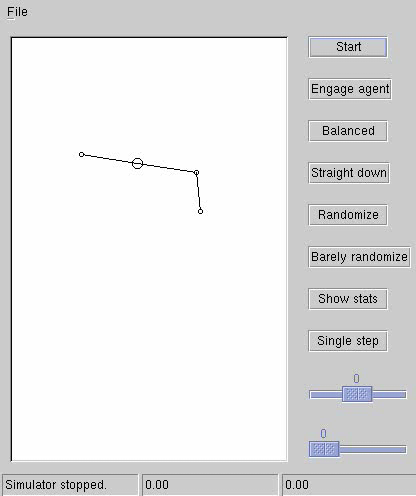 File
Start
Engage agent
Balanced
Straight down
Randomize
Barely randomize
Show stats
Single step
0
0
Simulator stopped. 0.00 0.00